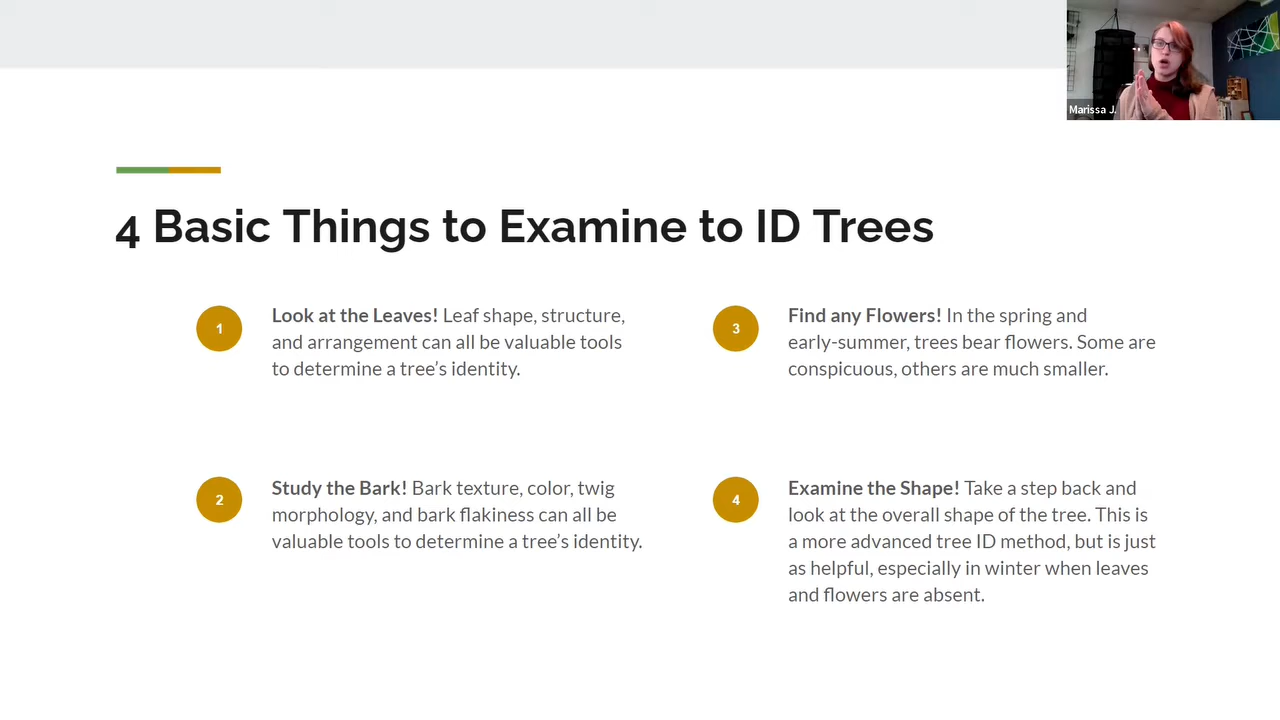 Marissa J.
4 Basic Things to Examine to ID Trees
1
Look at the Leaves! Leaf shape, structure,
and arrangement can all be valuable tools
to determine a tree’s identity.
2
Study the Bark! Bark texture, color, twig
morphology, and bark flakiness can all be
valuable tools to determine a tree’s identity.
3
Find any Flowers! In the spring and
early-summer, trees bear flowers. Some are
conspicuous, others are much smaller.
4
Examine the Shape! Take a step back and
look at the overall shape of the tree. This is
a more advanced tree ID method, but is just
as helpful, especially in winter when leaves
and flowers are absent.